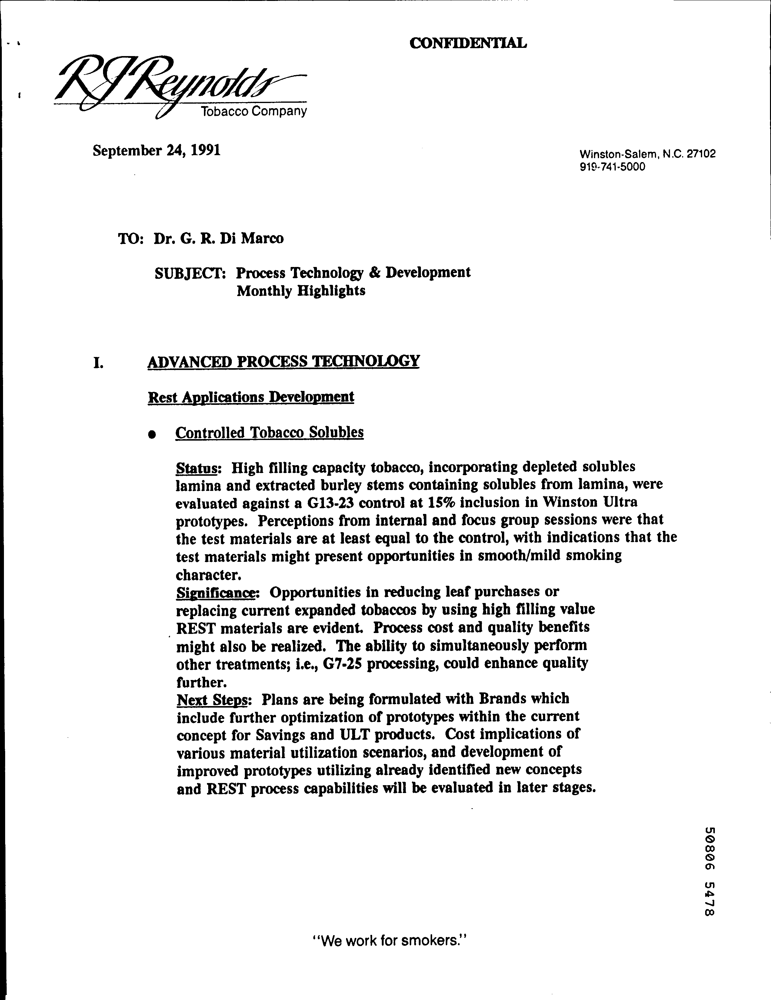 CONFIDENTIAL
RJReynolds
Tobacco Company
September 24, 1991
Winston-Salem, N.C. 27102
919-741-5000
TO: Dr. G. R. Di Marco
SUBJECT: Process Technology & Development
Monthly Highlights
I. ADVANCED PROCESS TECHNOLOGY
Rest Applications Development
● Controlled Tobacco Solubles
Status: High filling capacity tobacco, incorporating depleted solubles
lamina and extracted burley stems containing solubles from lamina, were
evaluated against a G13-23 control at 15% inclusion in Winston Ultra
prototypes. Perceptions from internal and focus group sessions were that
the test materials are at least equal to the control, with indications that the
test materials might present opportunities in smooth/mild smoking
character.
Significance: Opportunities in reducing leaf purchases or
replacing current expanded tobaccos by using high filling value
REST materials are evident. Process cost and quality benefits
might also be realized. The ability to simultaneously perform
other treatments; i.e., G7-25 processing, could enhance quality
further.
Next Steps: Plans are being formulated with Brands which
include further optimization of prototypes within the current
concept for Savings and ULT products. Cost implications of
various material utilization scenarios, and development of
improved prototypes utilizing already identified new concepts
and REST process capabilities will be evaluated in later stages.
50806 5478
"We work for smokers."